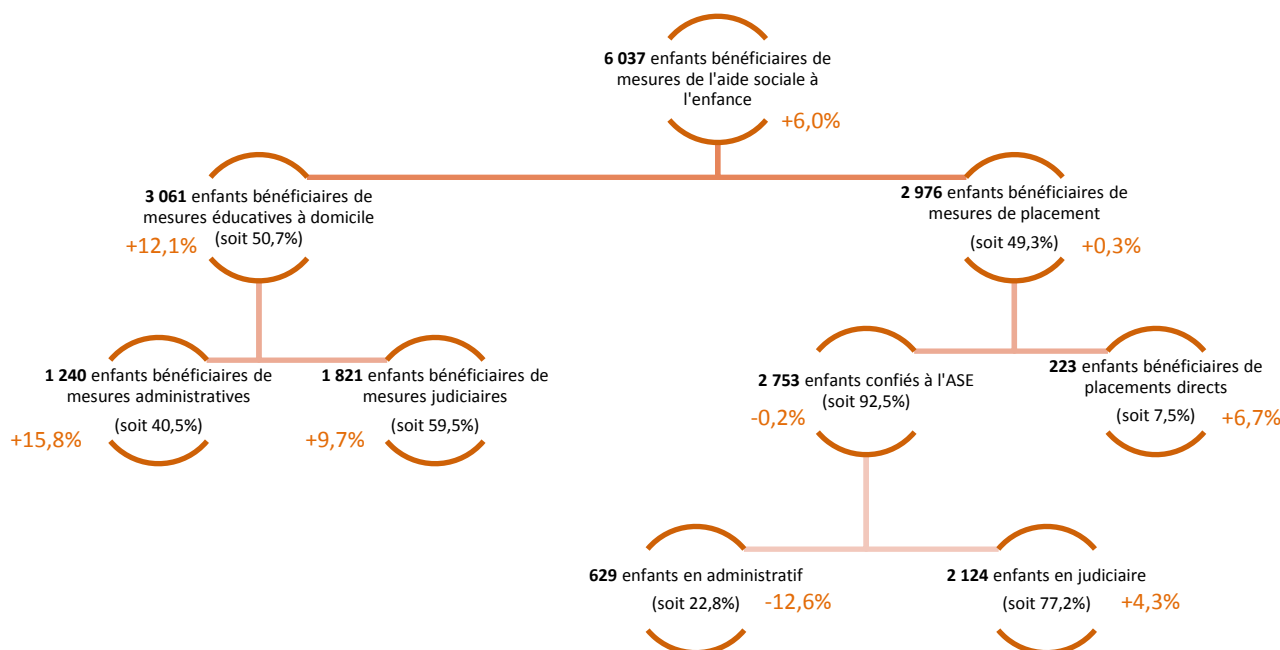 6 037 enfants bénéficiaires de
mesures de l'aide sociale à
l'enfance
+6,0%
3 061 enfants bénéficiaires de
mesures éducatives à domicile
(soit 50,7%)
+12,1%
2 976 enfants bénéficiaires de
mesures de placement
(soit 49,3%)
+0,3%
1 240 enfants bénéficiaires de
mesures administratives
(soit 40,5%)
+15,8%
1 821 enfants bénéficiaires de
mesures judiciaires
(soit 59,5%)
+9,7%
2 753 enfants confiés à l'ASE
(soit 92,5%)
-0,2%
223 enfants bénéficiaires de
placements directs
(soit 7,5%)
+6,7%
629 enfants en administratif
(soit 22,8%)
-12,6%
2 124 enfants en judiciaire
(soit 77,2%)
+4,3%